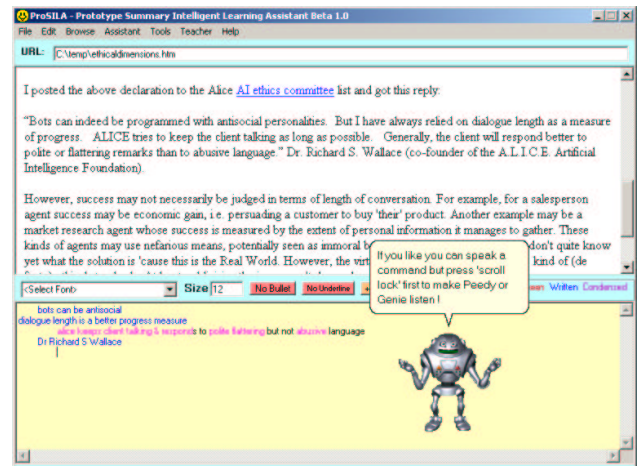 ProSILA - Prototype Summary Intelligent Learning Assistant Beta 1.0
File Edit Browse Assistant Tools Teacher Help
URL: C:\temp\ethicaldimensions.htm
I posted the above declaration to the Alice AI ethics committee list and got this reply:
"Bots can indeed be programmed with antisocial personalities. But I have always relied on dialogue length as a measure
of progress. ALICE tries to keep the client talking as long as possible. Generally, the client will respond better to
polite or flattering remarks than to abusive language." Dr. Richard S. Wallace (co-founder of the A.L.I.C.E. Artificial
Intelligence Foundation).
However, success may not necessarily be judged in terms of length of conversation. For example, for a salesperson
agent success may be economic gain, i.e. persuading a customer to buy 'their' product. Another example may be a
market research agent whose success is measured by the extent of personal information it manages to gather. These
kinds of agents may use nefarious means, potentially seen as immoral b don't quite know
yet what the solution is 'cause this is the Real World. However, the virt kind of (de
If you like you can speak a
command but press 'scroll
lock' first to make Peedy or
Genie listen !
<Select Font> Size 12 No Bullet No Underline Written Condensed
bots can be antisocial
dialogue length is a better progress measure
alice keeps client talking & responds to polite flattering but not abusive language
Dr Richard S Wallace